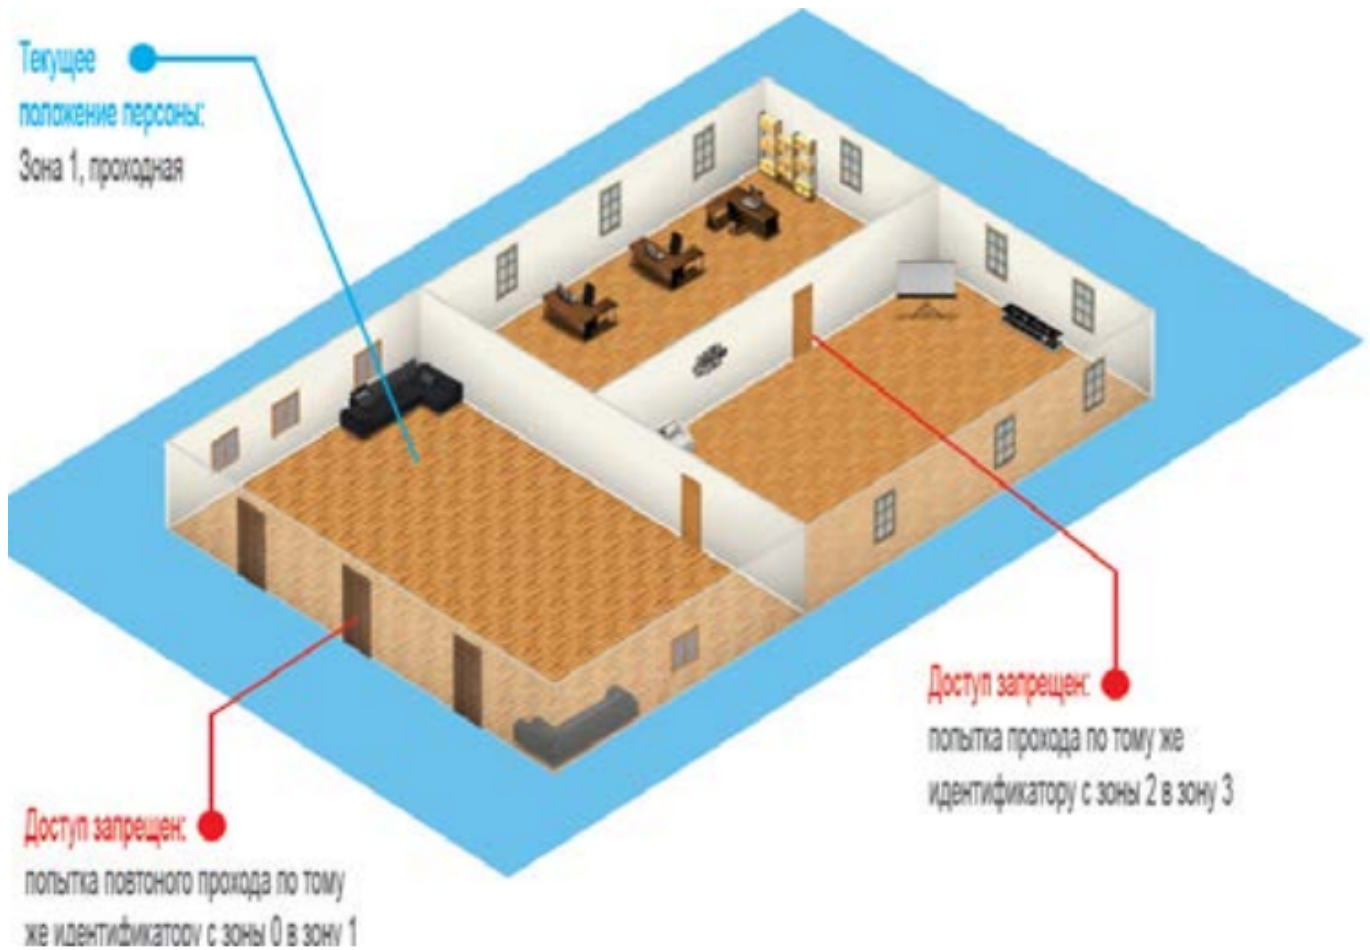 Текущее
положение персоны:
Зона 1, проходная
Доступ запрещен:
попытка прохода по тому же
идентификатору с зоны 2 в зону 3
Доступ запрещен:
попытка повтоного прохода по тому
же идентификатору с зоны 0 в зону 1